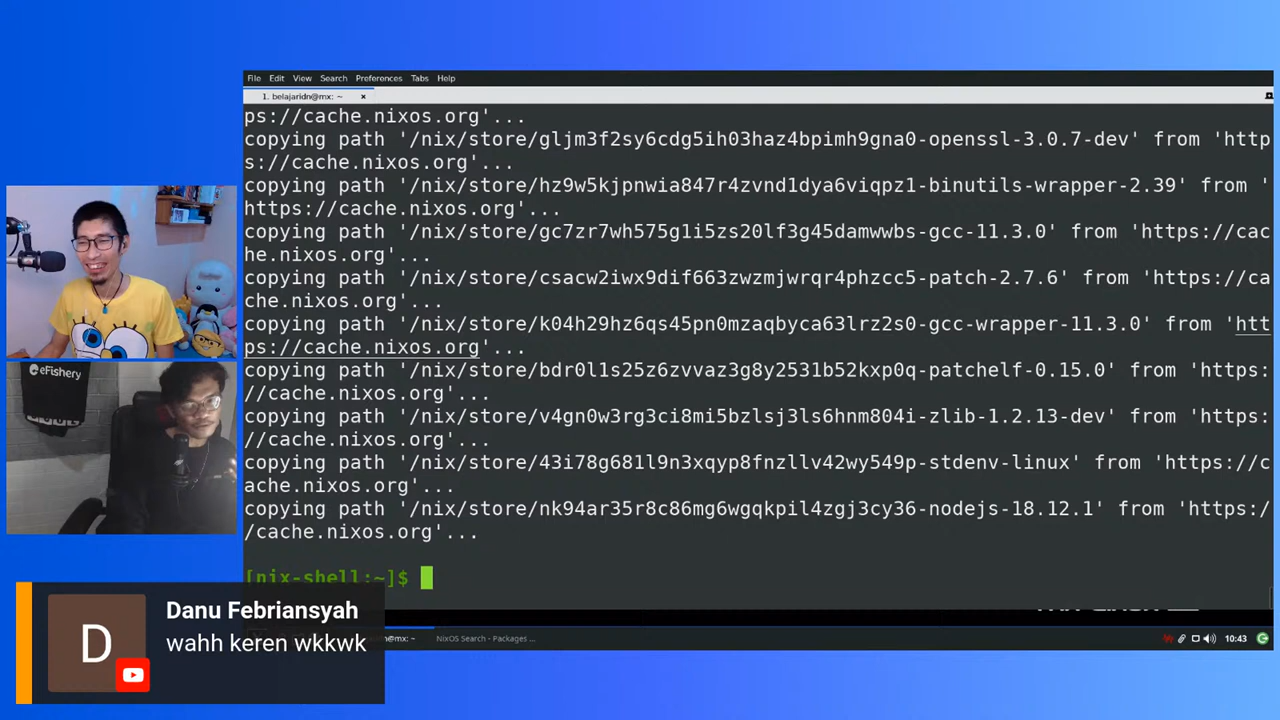 File Edit View Search Preferences Tabs Help
1. belajaridn@mx: ~ ×
ps://cache.nixos.org'...
copying path '/nix/store/gljm3f2sy6cdg5ih03haz4bpimh9gna0-openssl-3.0.7-dev' from 'http
s://cache.nixos.org'...
copying path '/nix/store/hz9w5kjpnwia847r4zvnd1dya6viqpz1-binutils-wrapper-2.39' from '
https://cache.nixos.org'...
copying path '/nix/store/gc7zr7wh575g1i5zs20lf3g45damwwbs-gcc-11.3.0' from 'https://cac
he.nixos.org'...
copying path '/nix/store/csacw2iwx9dif663zwzmjwrqr4phzcc5-patch-2.7.6' from 'https://ca
che.nixos.org'...
copying path '/nix/store/k04h29hz6qs45pn0mzaqbyca63lrz2s0-gcc-wrapper-11.3.0' from 'htt
ps://cache.nixos.org'...
copying path '/nix/store/bdr0l1s25z6zvvaz3g8y2531b52kxp0q-patchelf-0.15.0' from 'https:
//cache.nixos.org'...
copying path '/nix/store/v4gn0w3rg3ci8mi5bzlsj3ls6hnm804i-zlib-1.2.13-dev' from 'https:
//cache.nixos.org'...
copying path '/nix/store/43i78g681l9n3xqyp8fnzllv42wy549p-stdenv-linux' from 'https://c
ache.nixos.org'...
copying path '/nix/store/nk94ar35r8c86mg6wgqkpil4zgj3cy36-nodejs-18.12.1' from 'https:/
/cache.nixos.org'...
[nix-shell:~]$
eFishery
D
Danu Febriansyah
wahh keren wkkwk
@mx: ~
NixOS Search - Packages ...
10:43